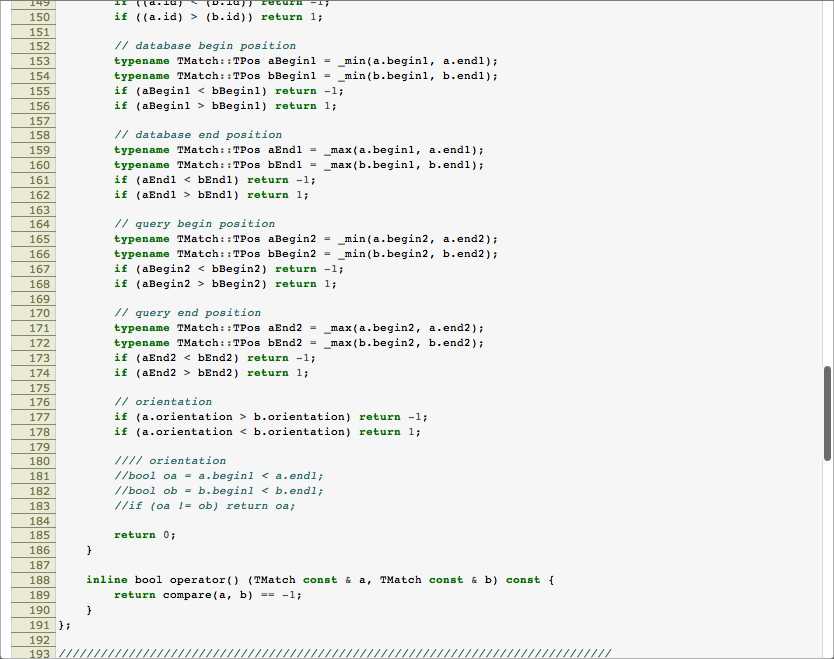 149 if ((a.id) < (b.id)) return -1;
150 if ((a.id) > (b.id)) return 1;
151
152 // database begin position
153 typename TMatch::TPos aBegin1 = _min(a.begin1, a.end1);
154 typename TMatch::TPos bBegin1 = _min(b.begin1, b.end1);
155 if (aBegin1 < bBegin1) return -1;
156 if (aBegin1 > bBegin1) return 1;
157
158 // database end position
159 typename TMatch::TPos aEnd1 = _max(a.begin1, a.end1);
160 typename TMatch::TPos bEnd1 = _max(b.begin1, b.end1);
161 if (aEnd1 < bEnd1) return -1;
162 if (aEnd1 > bEnd1) return 1;
163
164 // query begin position
165 typename TMatch::TPos aBegin2 = _min(a.begin2, a.end2);
166 typename TMatch::TPos bBegin2 = _min(b.begin2, b.end2);
167 if (aBegin2 < bBegin2) return -1;
168 if (aBegin2 > bBegin2) return 1;
169
170 // query end position
171 typename TMatch::TPos aEnd2 = _max(a.begin2, a.end2);
172 typename TMatch::TPos bEnd2 = _max(b.begin2, b.end2);
173 if (aEnd2 < bEnd2) return -1;
174 if (aEnd2 > bEnd2) return 1;
175
176 // orientation
177 if (a.orientation > b.orientation) return -1;
178 if (a.orientation < b.orientation) return 1;
179
180 //// orientation
181 //bool oa = a.begin1 < a.end1;
182 //bool ob = b.begin1 < b.end1;
183 //if (oa != ob) return oa;
184
185 return 0;
186 }
187
188 inline bool operator() (TMatch const & a, TMatch const & b) const {
189 return compare(a, b) == -1;
190 }
191 };
192
193 ///////////////////////////////////////////////////////////////////////////////